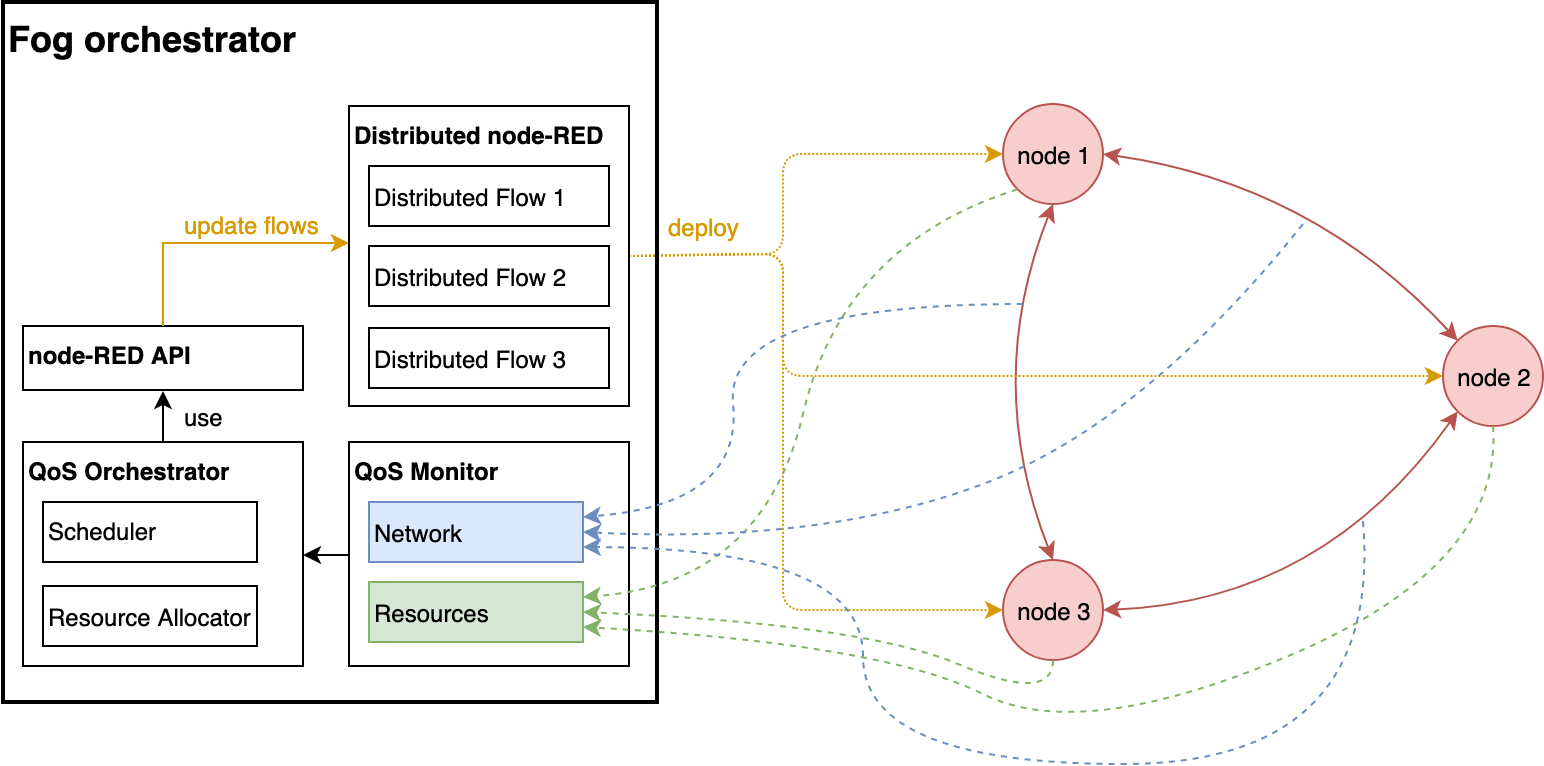 Fog orchestrator
Distributed node-RED
Distributed Flow 1
Distributed Flow 2
Distributed Flow 3
update flows
deploy
node-RED API
use
QoS Orchestrator
Scheduler
Resource Allocator
QoS Monitor
Network
Resources
node 1
node 2
node 3